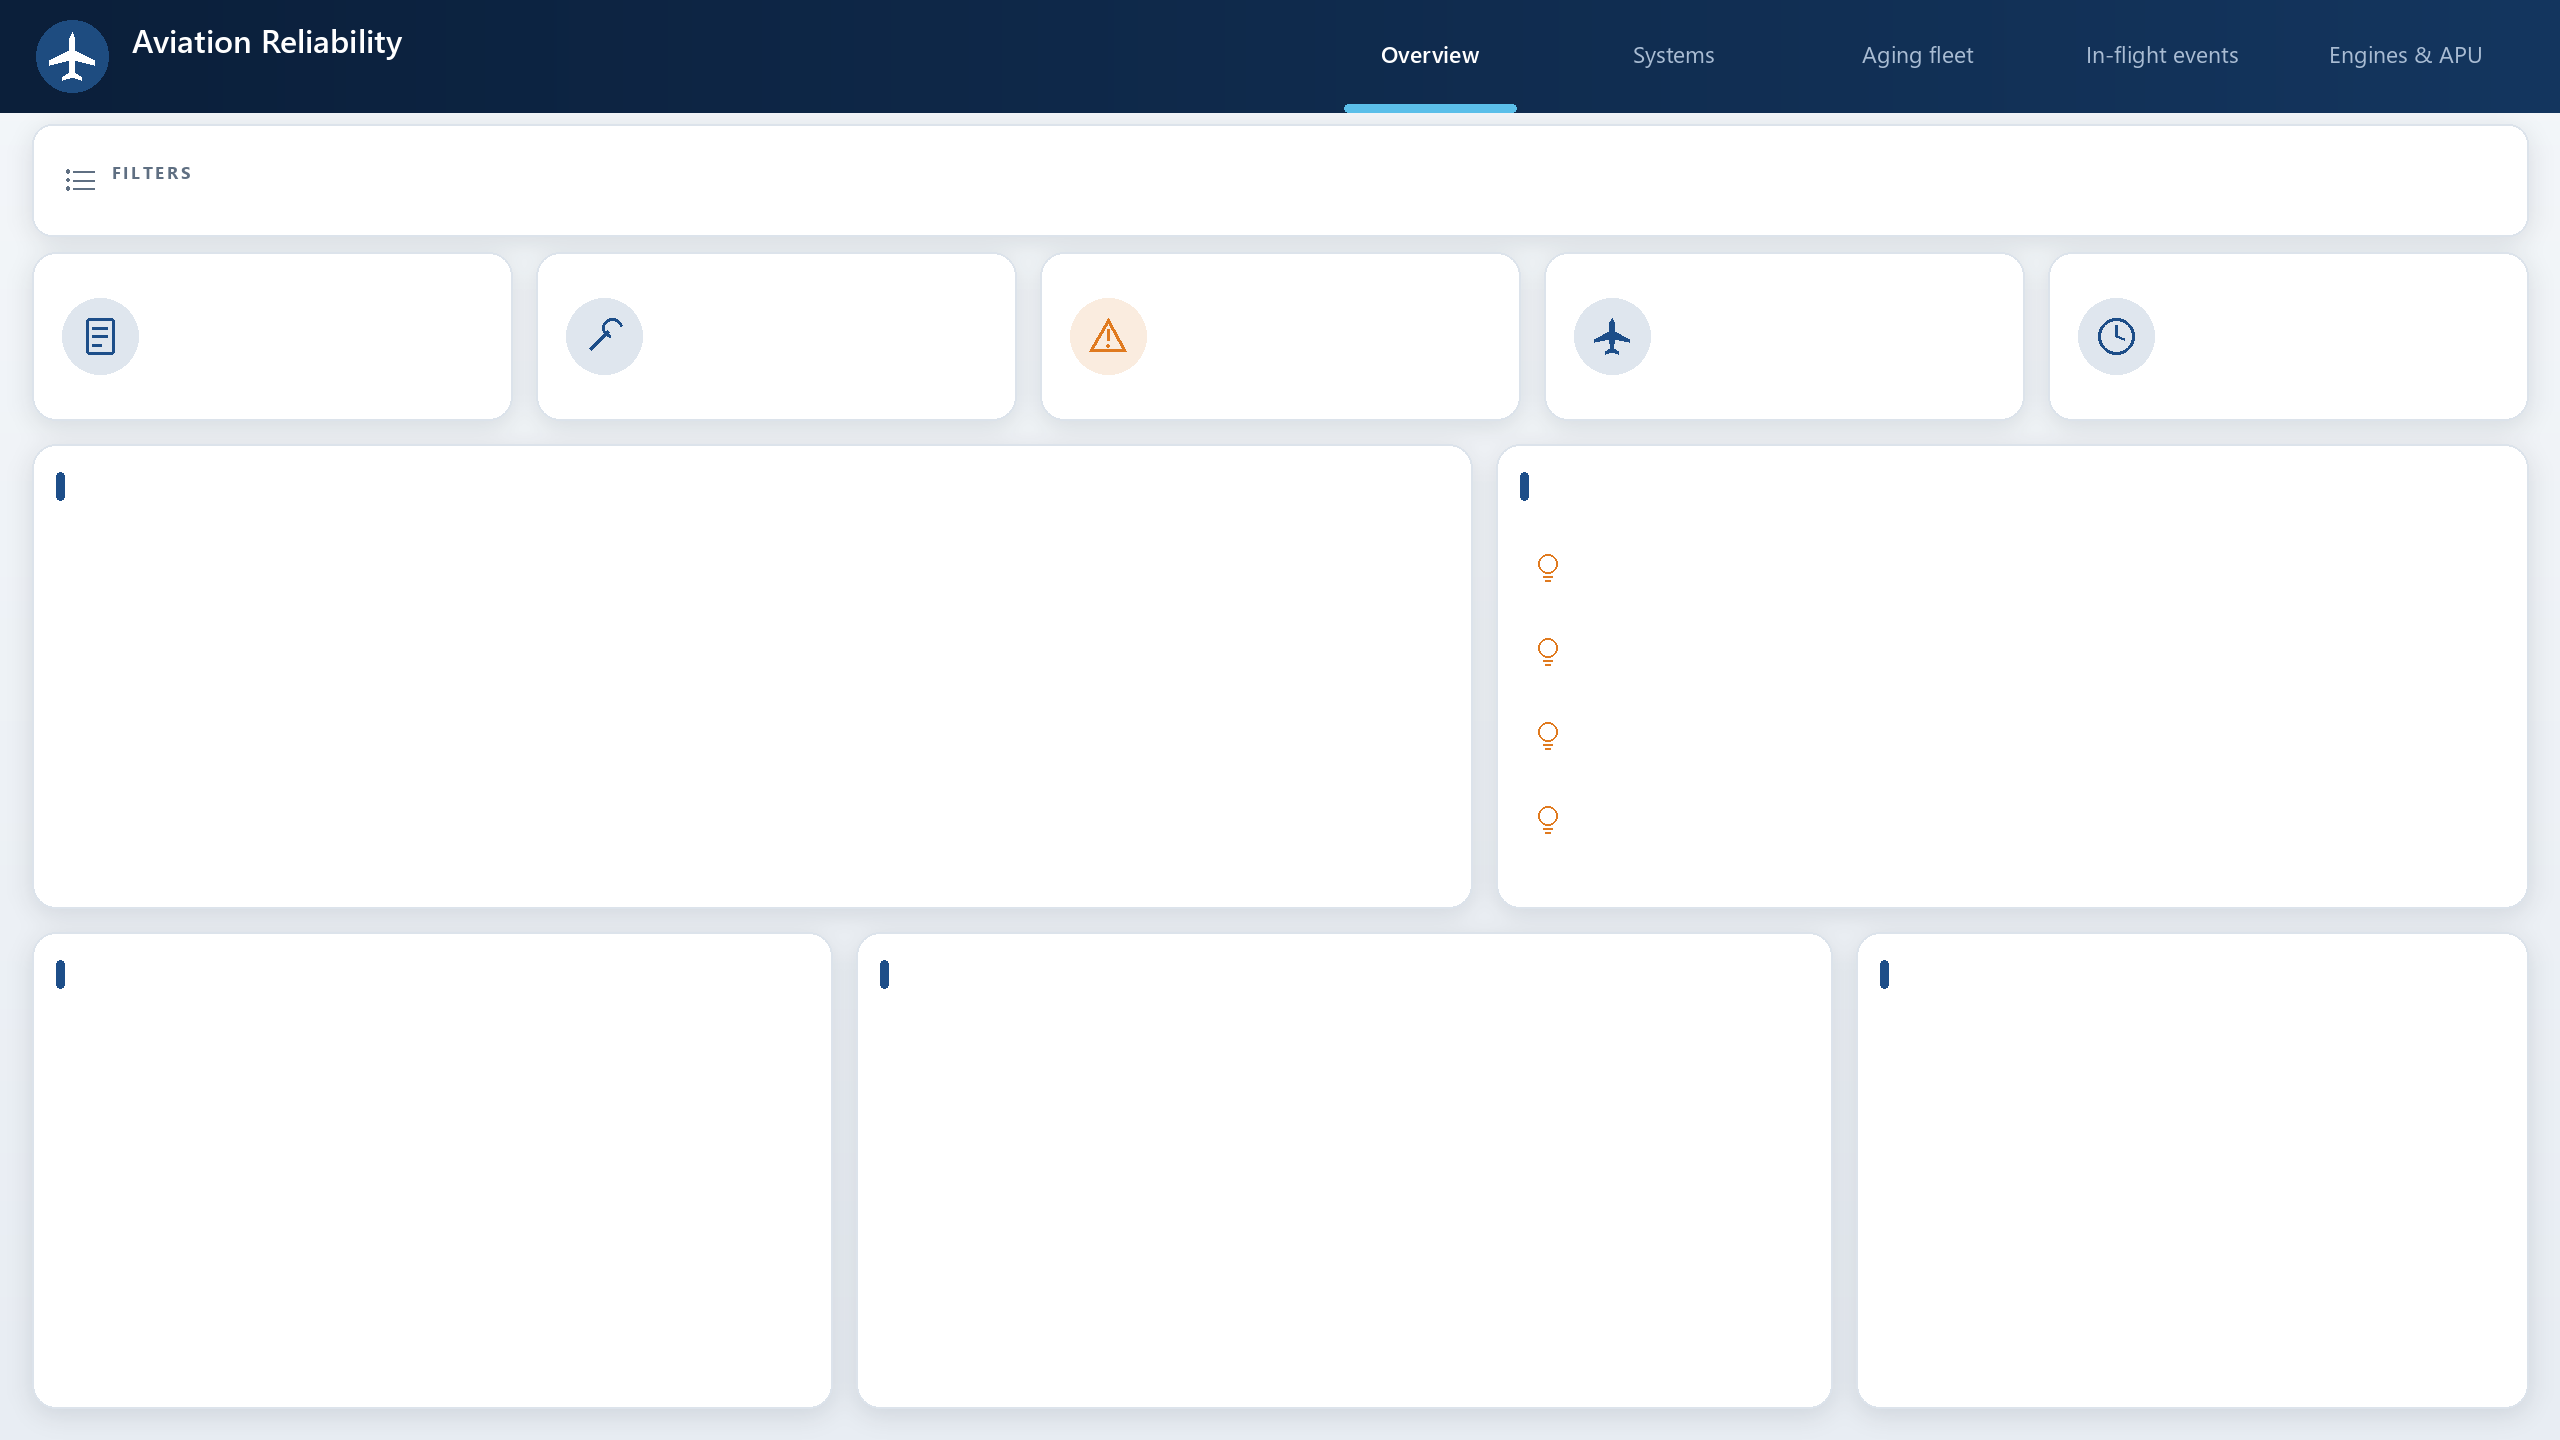 Aviation Reliability
Overview
Systems
Aging fleet
In-flight events
Engines & APU
FILTERS